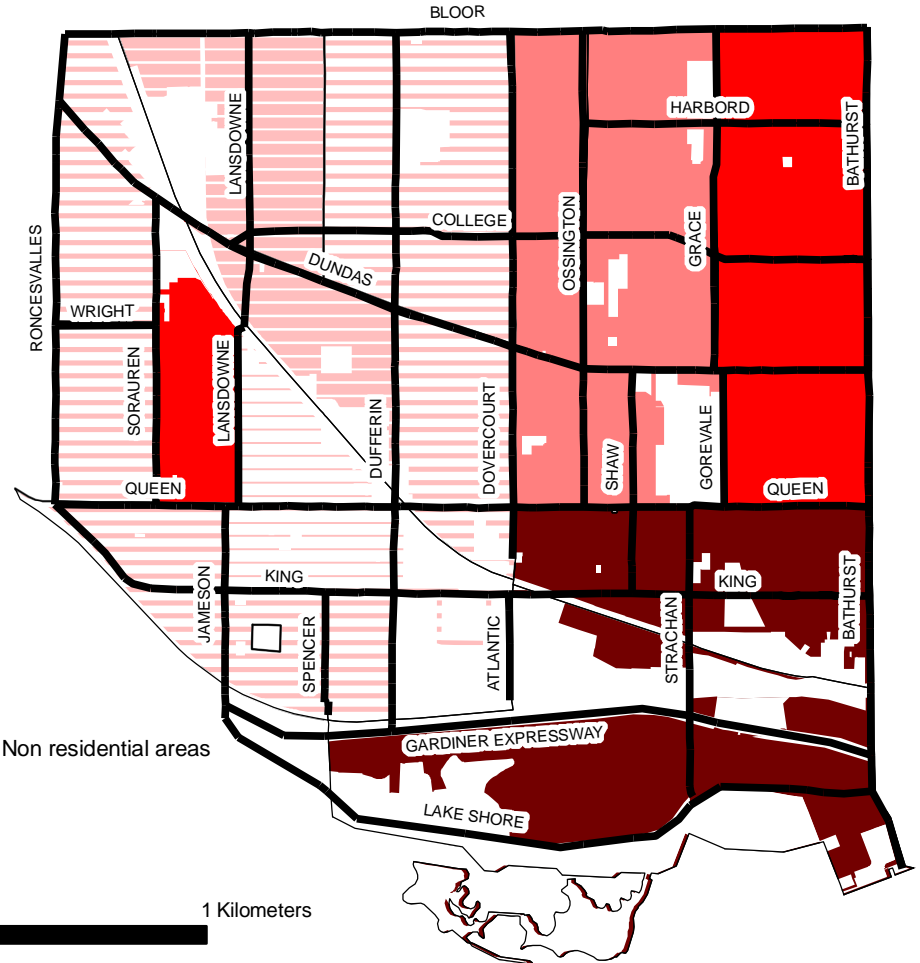 BLOOR
HARBORD
LANSDOWNE
BATHURST
RONCESVALLES
OSSINGTON
GRACE
COLLEGE
DUNDAS
WRIGHT
SORAUREN
LANSDOWNE
DUFFERIN
DOVERCOURT
SHAW
GOREVALE
QUEEN
QUEEN
KING
KING
JAMESON
SPENCER
ATLANTIC
STRACHAN
BATHURST
GARDINER EXPRESSWAY
Non residential areas
LAKE SHORE
1 Kilometers